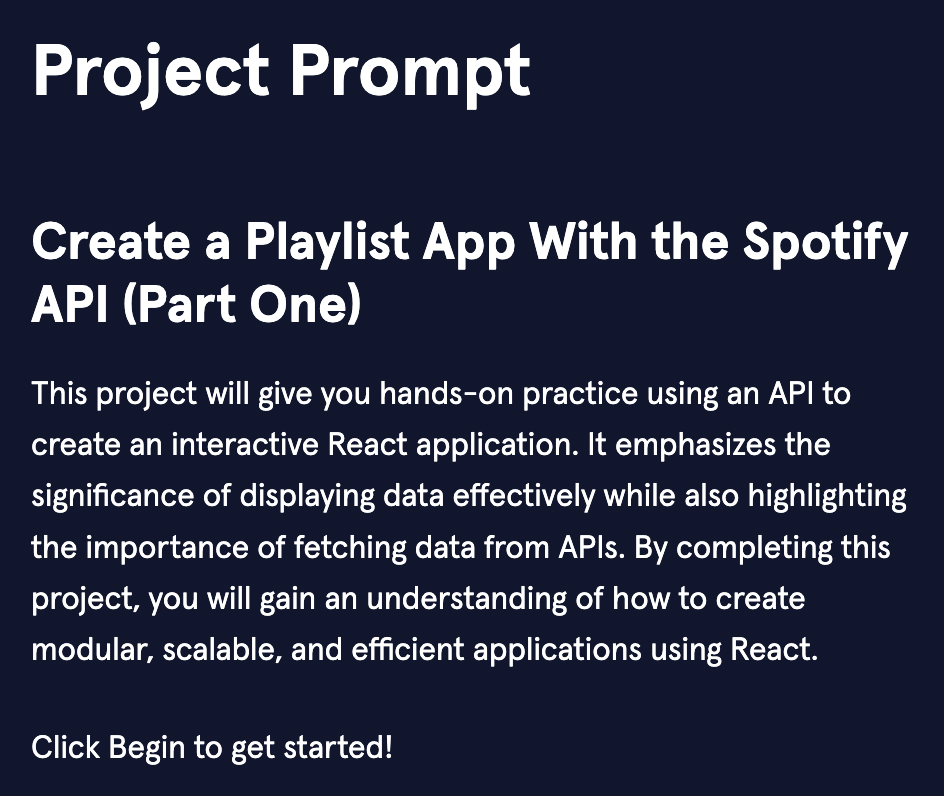 Project Prompt
Create a Playlist App With the Spotify
API (Part One)
This project will give you hands-on practice using an API to
create an interactive React application. It emphasizes the
significance of displaying data effectively while also highlighting
the importance of fetching data from APIs. By completing this
project, you will gain an understanding of how to create
modular, scalable, and efficient applications using React.
Click Begin to get started!